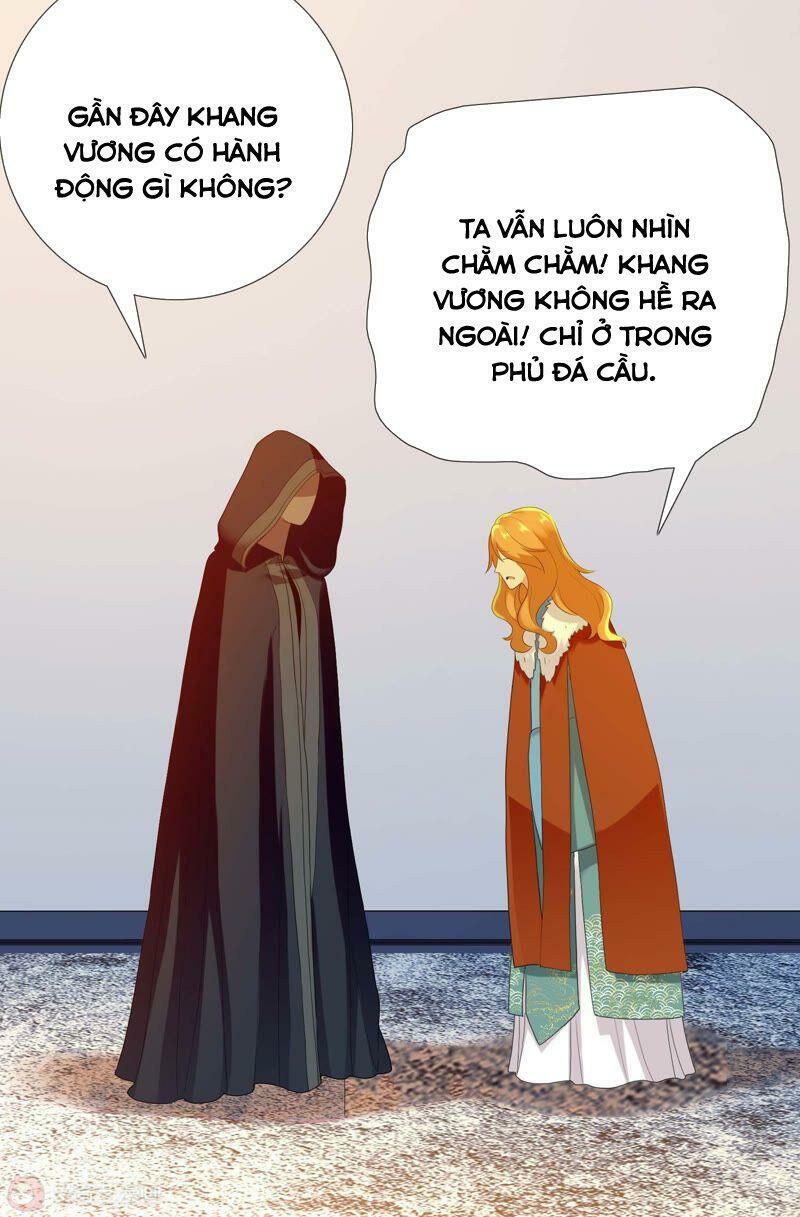 GẦN ĐÂY KHANG
VƯƠNG CÓ HÀNH
ĐỘNG GÌ KHÔNG?
TA VẪN LUÔN NHÌN
CHẰM CHẰM! KHANG
VƯƠNG KHÔNG HỀ RA
NGOÀI! CHỈ Ở TRONG
PHỦ ĐÁ CẦU.